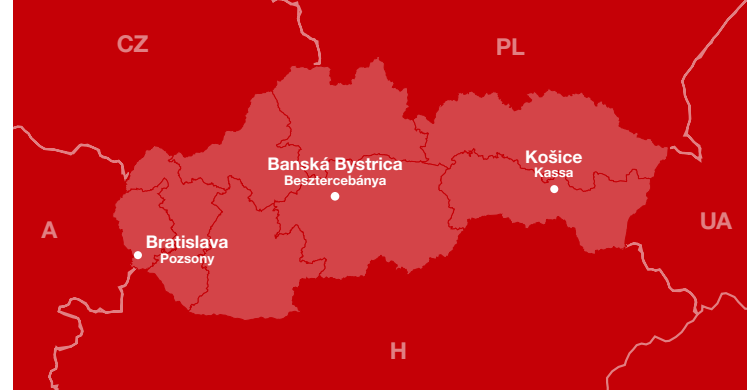 CZ
PL
Košice
Kassa
Banská Bystrica
Besztercebánya
A
UA
Bratislava
Pozsony
H